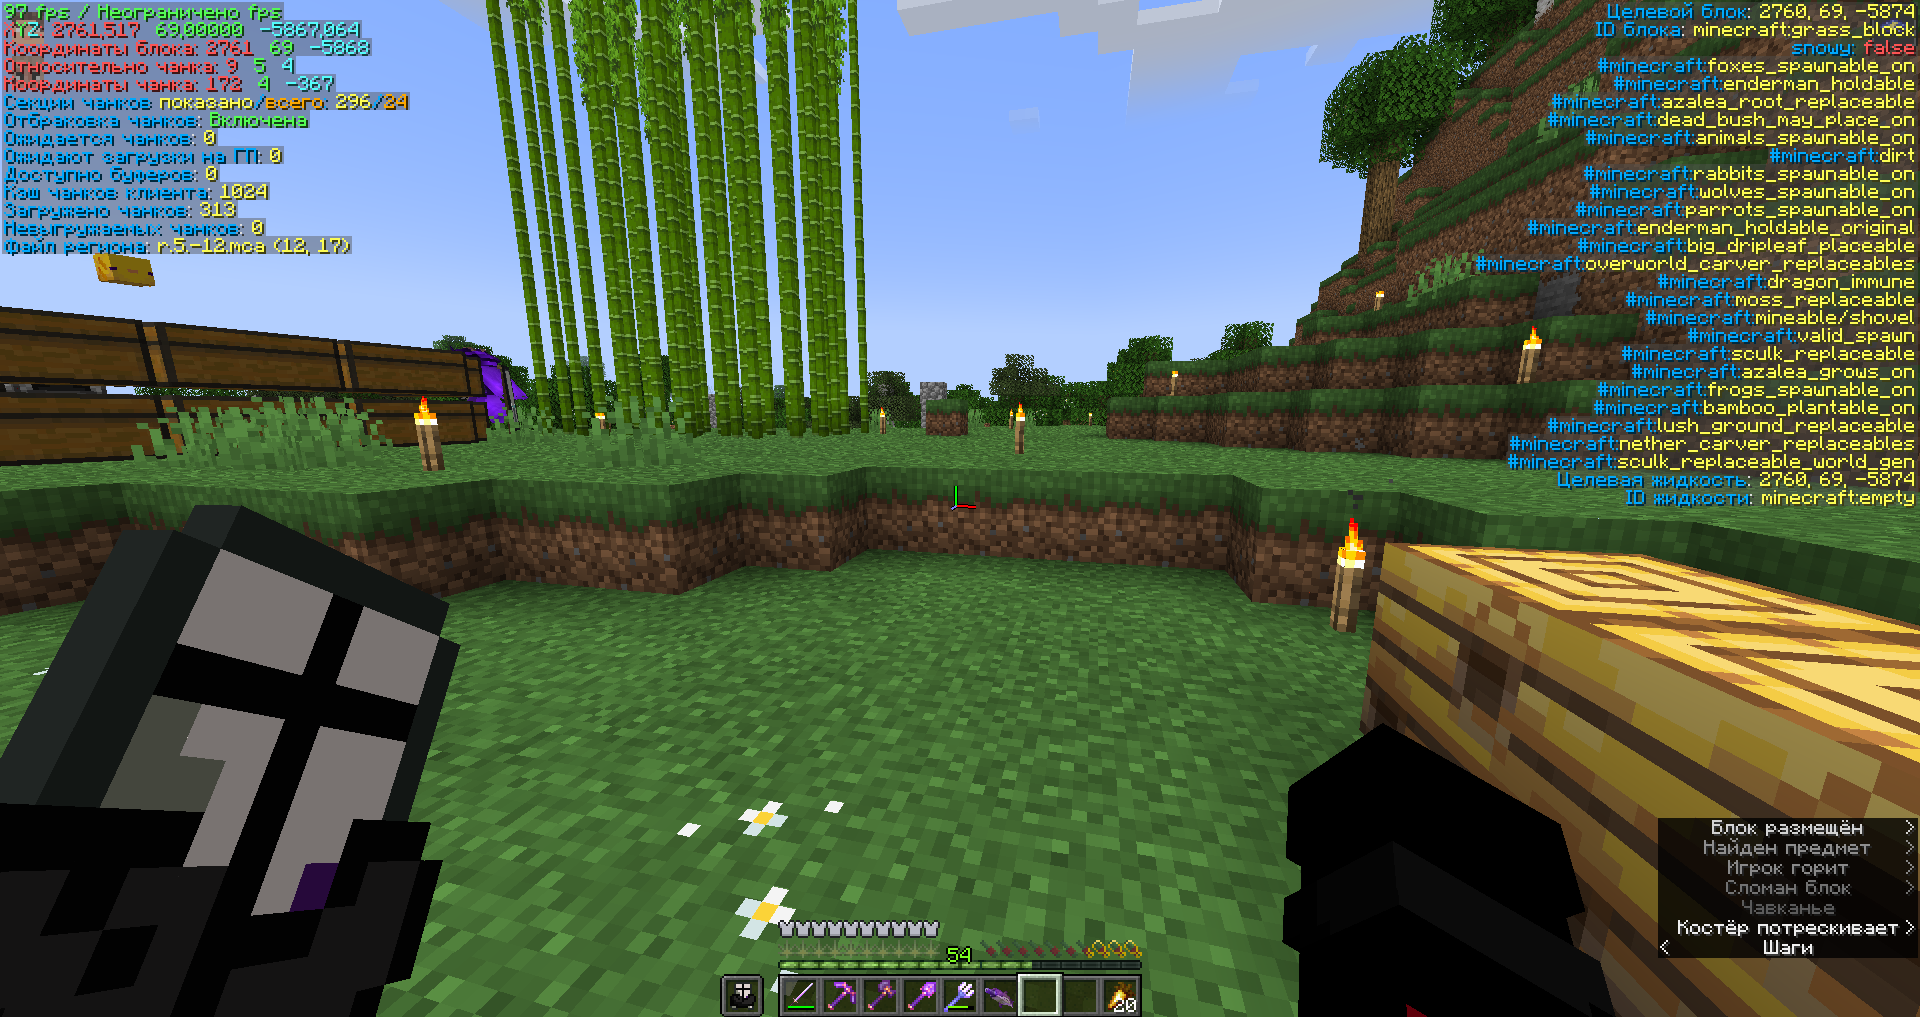 97 fps / Неограничено fps
XYZ: 2761,517 69,00000 -5867,064
Координаты блока: 2761 69 -5868
Относительно чанка: 9 5 4
Координаты чанка: 172 4 -367
Секции чанков показано/всего: 296/24
Отбраковка чанков: Включена
Ожидается чанков: 0
Ожидают загрузки на ГП: 0
Доступно буферов: 0
Кэш чанков клиента: 1024
Загружено чанков: 313
Невыгружаемых чанков: 0
Файл региона: r.5.-12.mca (12, 17)
Целевой блок: 2760, 69, -5874
ID блока: minecraft:grass_block
snowy: false
#minecraft:foxes_spawnable_on
#minecraft:enderman_holdable
#minecraft:azalea_root_replaceable
#minecraft:dead_bush_may_place_on
#minecraft:animals_spawnable_on
#minecraft:dirt
#minecraft:rabbits_spawnable_on
#minecraft:wolves_spawnable_on
#minecraft:parrots_spawnable_on
#minecraft:enderman_holdable_original
#minecraft:big_dripleaf_placeable
#minecraft:overworld_carver_replaceables
#minecraft:dragon_immune
#minecraft:moss_replaceable
#minecraft:mineable/shovel
#minecraft:valid_spawn
#minecraft:sculk_replaceable
#minecraft:azalea_grows_on
#minecraft:frogs_spawnable_on
#minecraft:bamboo_plantable_on
#minecraft:lush_ground_replaceable
#minecraft:nether_carver_replaceables
#minecraft:sculk_replaceable_world_gen
Целевая жидкость: 2760, 69, -5874
ID жидкости: minecraft:empty
Блок размещён >
Найден предмет >
Игрок горит >
Сломан блок >
Чавканье
Костёр потрескивает >
< Шаги
54
20